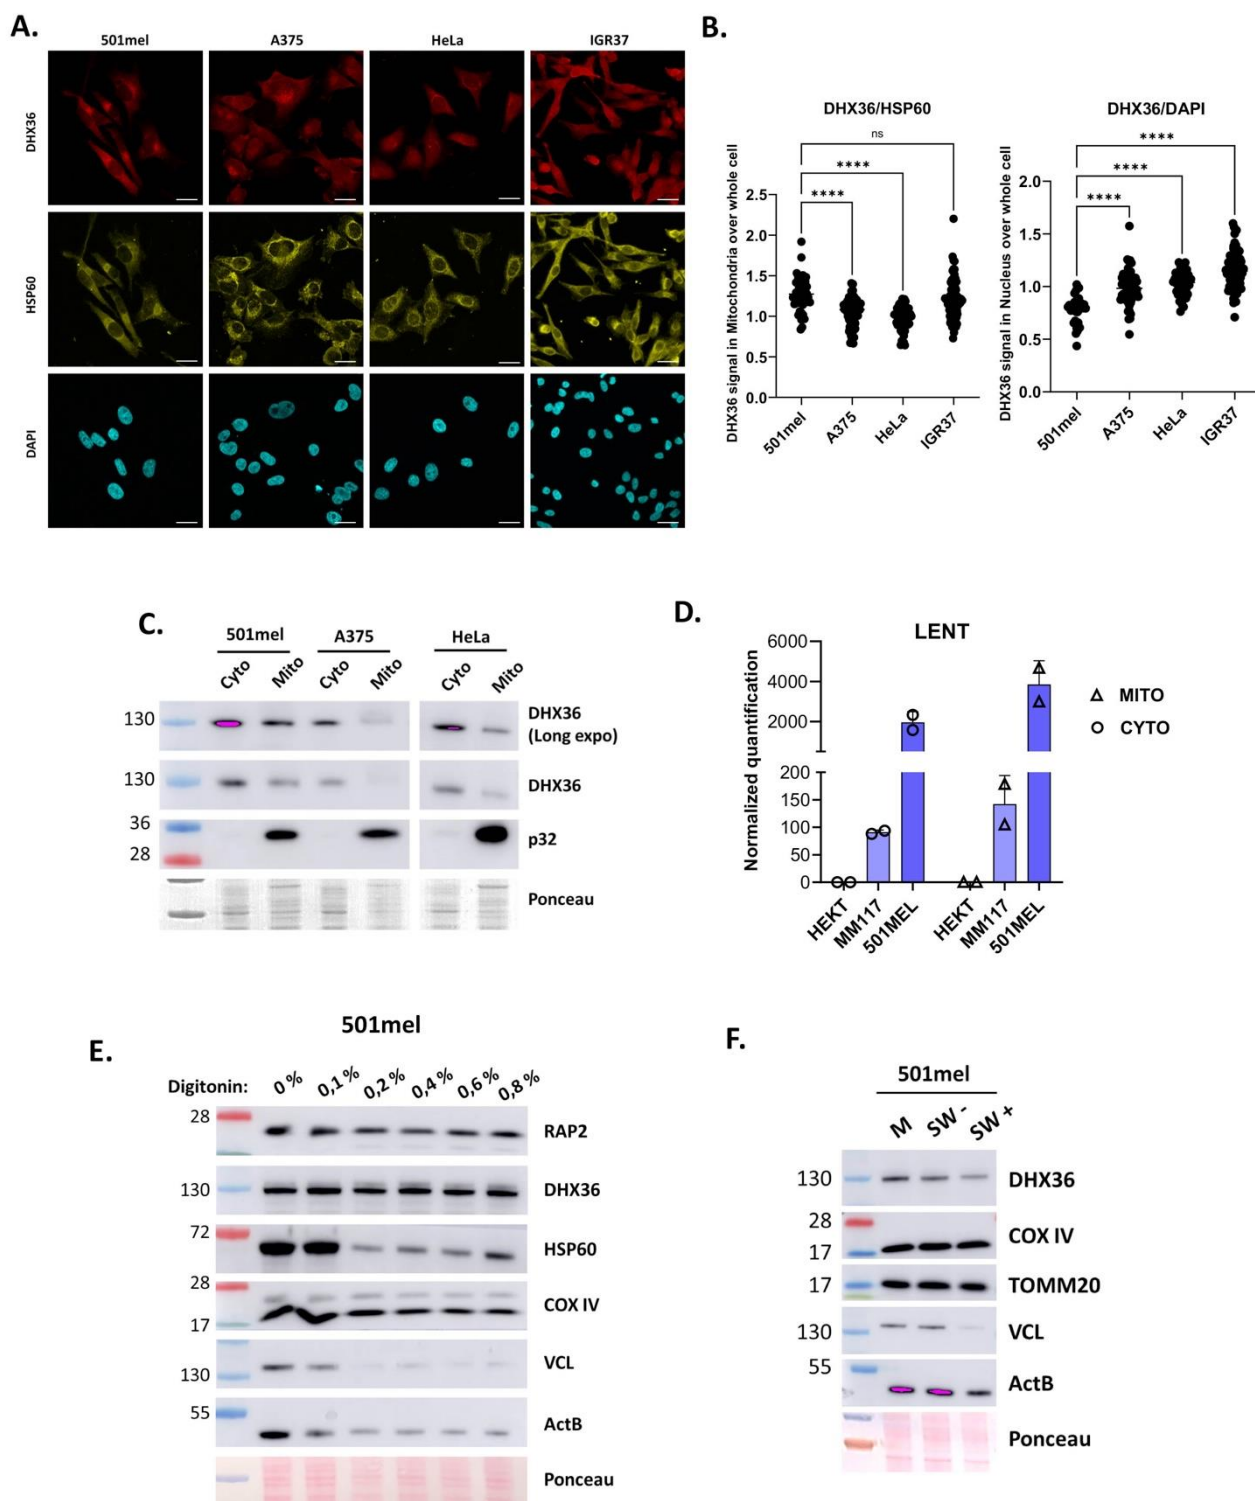 A.
501mel A375 HeLa IGR37
DHX36
HSP60
DAPI
B.
DHX36/HSP60
ns
****
****
DHX36 signal in Mitochondria over whole cell
2.5
2.0
1.5
1.0
0.5
0.0
501mel A375 HeLa IGR37
DHX36/DAPI
****
****
****
DHX36 signal in Nucleus over whole cell
2.0
1.5
1.0
0.5
0.0
501mel A375 HeLa IGR37
C.
501mel A375 HeLa
Cyto Mito Cyto Mito Cyto Mito
130 DHX36
(Long expo)
130 DHX36
36 p32
28
Ponceau
D.
LENT
Normalized quantification
6000
4000
2000
200
150
100
50
0
HEKT MM117 501MEL HEKT MM117 501MEL
MITO
CYTO
E.
501mel
Digitonin: 0 % 0,1 % 0,2 % 0,4 % 0,6 % 0,8 %
28 RAP2
130 DHX36
72 HSP60
28 COX IV
17
130 VCL
55 ActB
Ponceau
F.
501mel
M SW - SW +
130 DHX36
28 COX IV
17
17 TOMM20
130 VCL
55 ActB
Ponceau